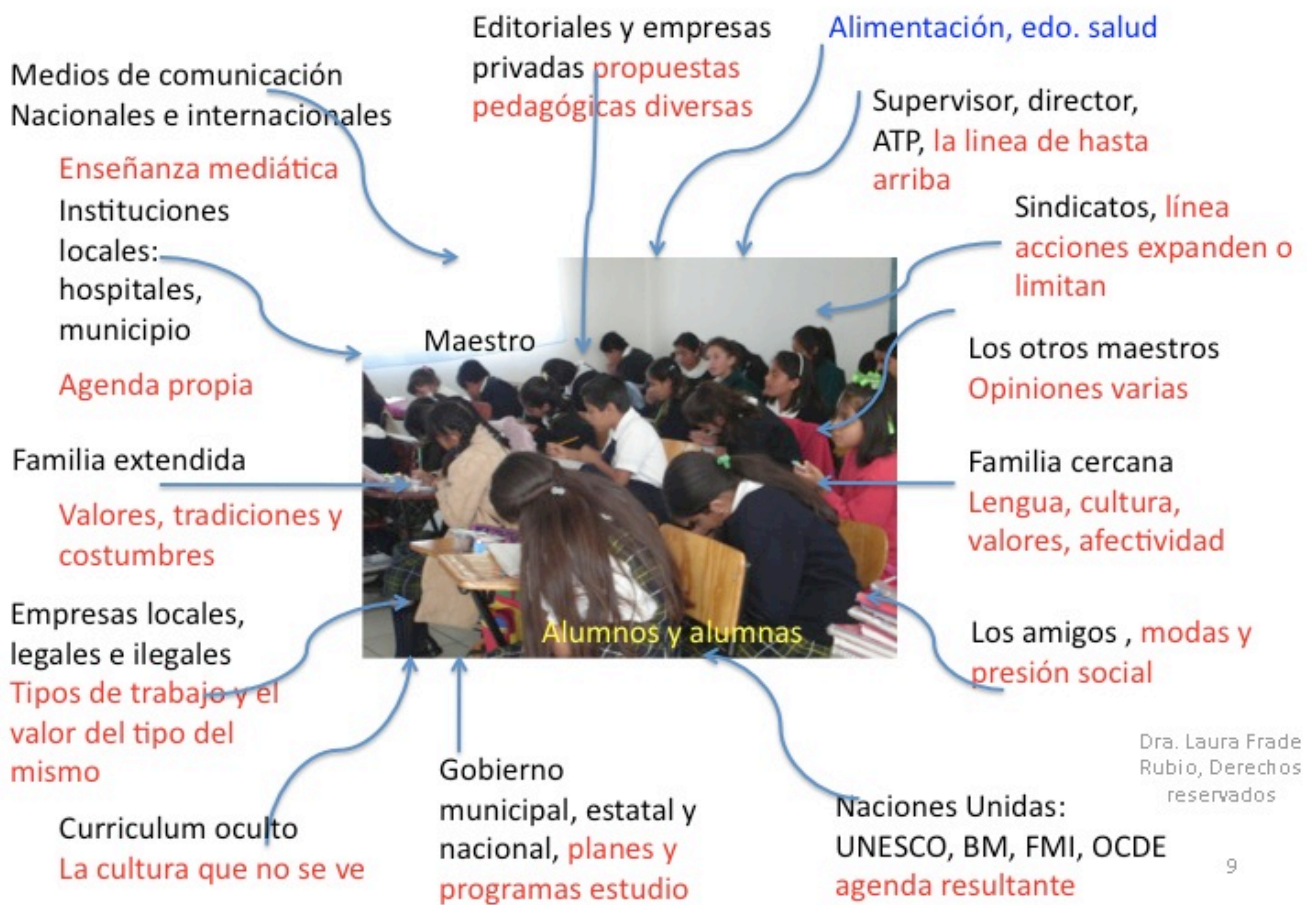 Medios de comunicación
Nacionales e internacionales
Enseñanza mediática
Instituciones
locales:
hospitales,
municipio
Agenda propia
Familia extendida
Valores, tradiciones y
costumbres
Empresas locales,
legales e ilegales
Tipos de trabajo y el
valor del tipo del
mismo
Curriculum oculto
La cultura que no se ve
Editoriales y empresas
privadas propuestas
pedagógicas diversas
Maestro
Alumnos y alumnas
Gobierno
municipal, estatal y
nacional, planes y
programas estudio
Alimentación, edo. salud
Supervisor, director,
ATP, la linea de hasta
arriba
Sindicatos, línea
acciones expanden o
limitan
Los otros maestros
Opiniones varias
Familia cercana
Lengua, cultura,
valores, afectividad
Los amigos , modas y
presión social
Naciones Unidas:
UNESCO, BM, FMI, OCDE
agenda resultante
Dra. Laura Frade
Rubio, Derechos
reservados
9